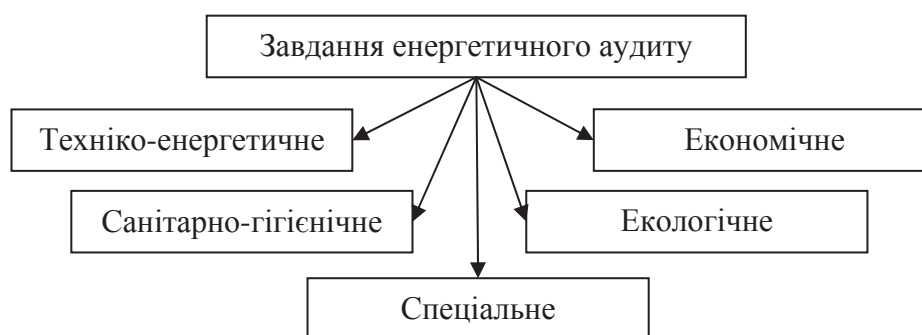 Завдання енергетичного аудиту
Техніко-енергетичне
Економічне
Санітарно-гігієнічне
Екологічне
Спеціальне